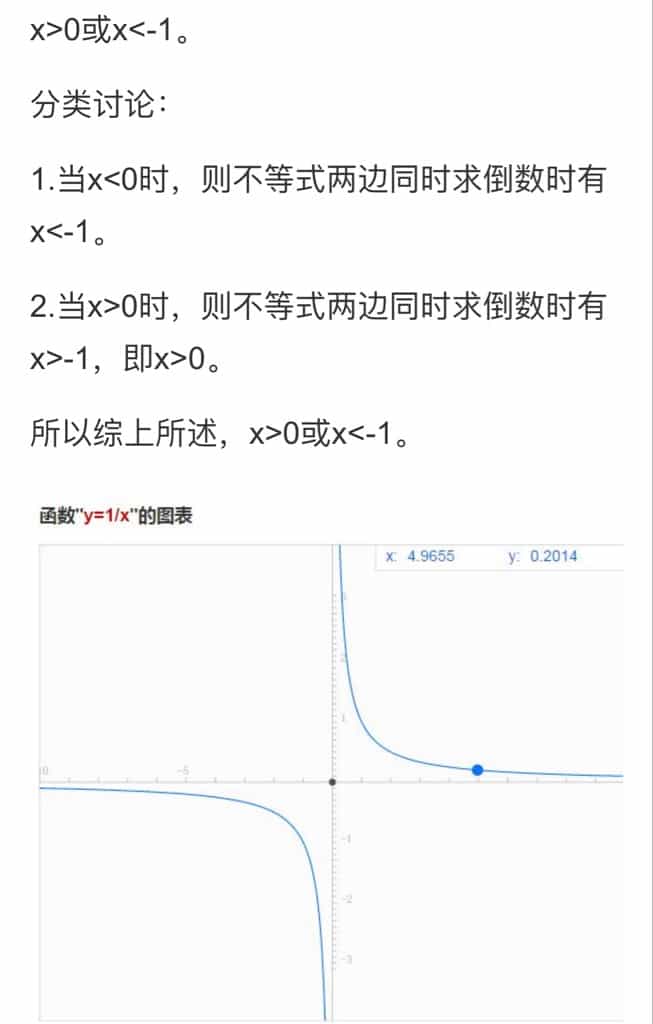 x>0或x<-1。
分类讨论：
1.当x<0时，则不等式两边同时求倒数时有
x<-1。
2.当x>0时，则不等式两边同时求倒数时有
x>-1，即x>0。
所以综上所述，x>0或x<-1。
函数"y=1/x"的图表
x: 4.9655 y: 0.2014
3
2
1
0 -5
-1
-2
-3